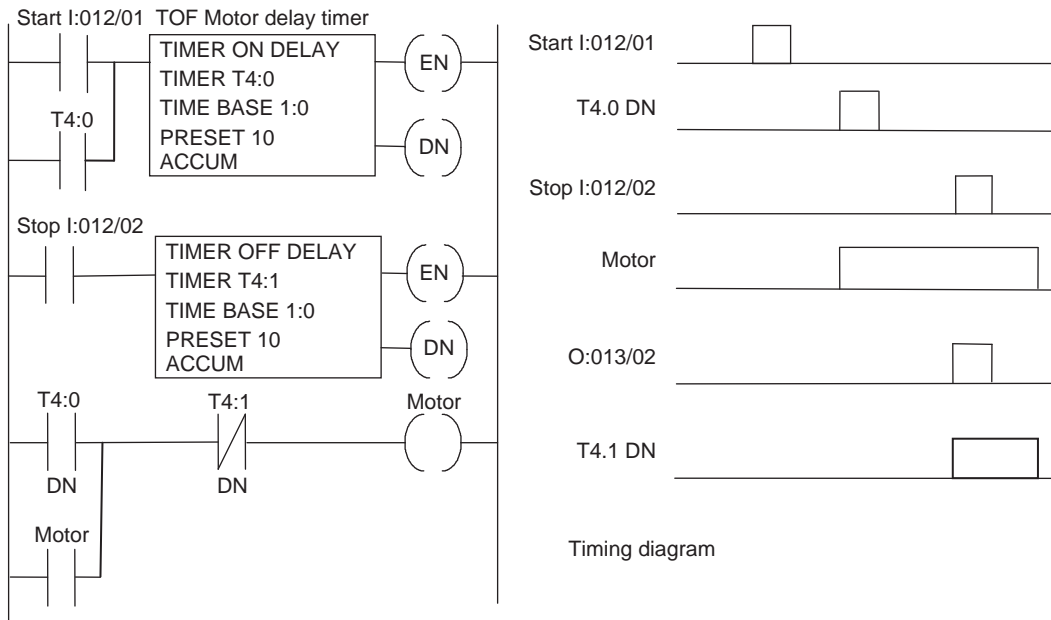 Start I:012/01 TOF Motor delay timer
TIMER ON DELAY
TIMER T4:0
TIME BASE 1:0
PRESET 10
ACCUM
EN
DN
T4:0
Stop I:012/02
TIMER OFF DELAY
TIMER T4:1
TIME BASE 1:0
PRESET 10
ACCUM
EN
DN
T4:0
DN
T4:1
DN
Motor
Motor
Start I:012/01
T4.0 DN
Stop I:012/02
Motor
O:013/02
T4.1 DN
Timing diagram